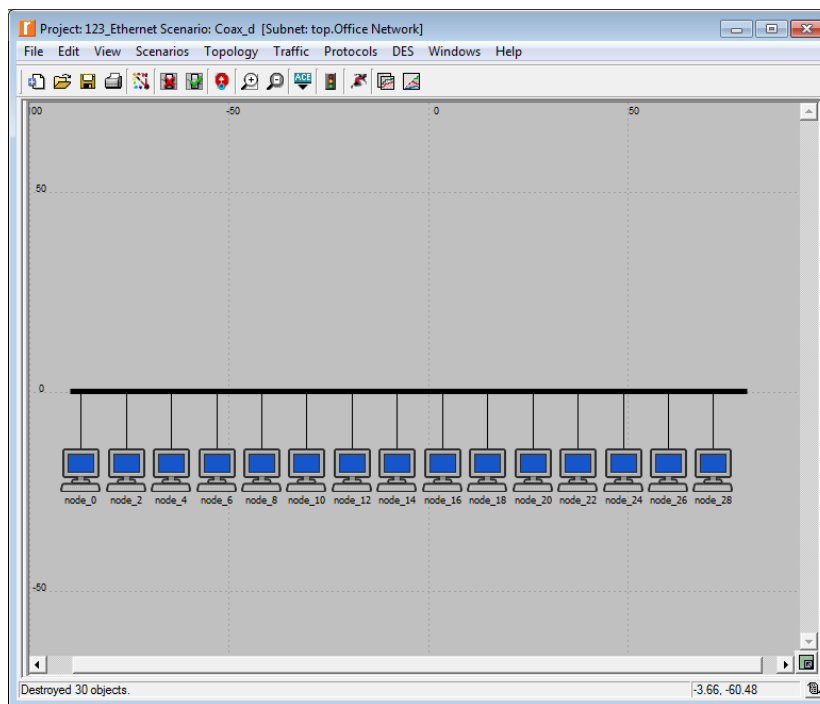 Project: 123_Ethernet Scenario: Coax_d [Subnet: top.Office Network]
File Edit View Scenarios Topology Traffic Protocols DES Windows Help
ACE
00 -50 0 50
50
0
node_0 node_2 node_4 node_6 node_8 node_10 node_12 node_14 node_16 node_18 node_20 node_22 node_24 node_26 node_28
-50
Destroyed 30 objects. -3.66, -60.48